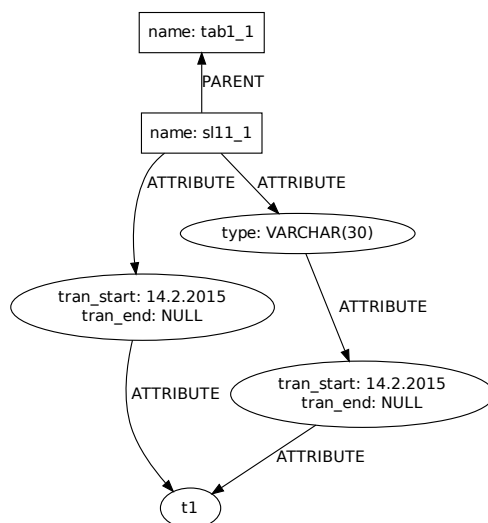 name: tab1_1
PARENT
name: sl11_1
ATTRIBUTE
ATTRIBUTE
type: VARCHAR(30)
tran_start: 14.2.2015
tran_end: NULL
ATTRIBUTE
tran_start: 14.2.2015
tran_end: NULL
ATTRIBUTE
ATTRIBUTE
t1